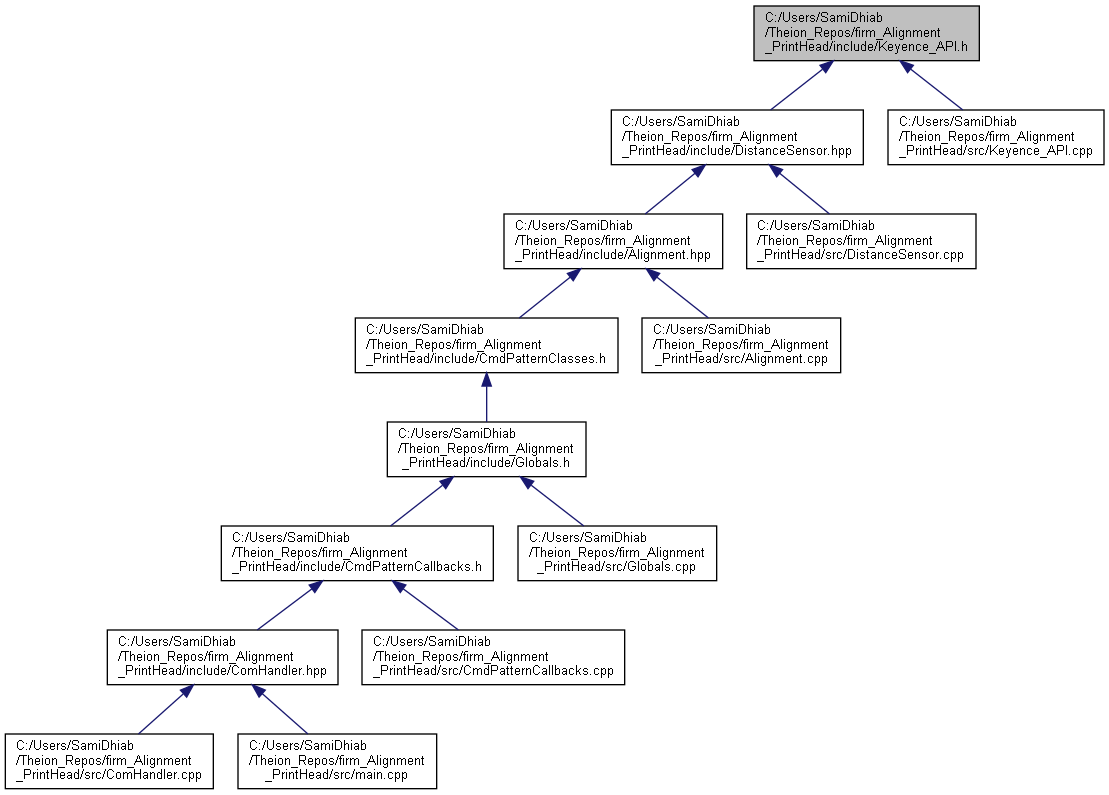 C:/Users/SamiDhiab
/Theion_Repos/firm_Alignment
_PrintHead/include/Keyence_API.h
C:/Users/SamiDhiab
/Theion_Repos/firm_Alignment
_PrintHead/include/DistanceSensor.hpp
C:/Users/SamiDhiab
/Theion_Repos/firm_Alignment
_PrintHead/src/Keyence_API.cpp
C:/Users/SamiDhiab
/Theion_Repos/firm_Alignment
_PrintHead/include/Alignment.hpp
C:/Users/SamiDhiab
/Theion_Repos/firm_Alignment
_PrintHead/src/DistanceSensor.cpp
C:/Users/SamiDhiab
/Theion_Repos/firm_Alignment
_PrintHead/include/CmdPatternClasses.h
C:/Users/SamiDhiab
/Theion_Repos/firm_Alignment
_PrintHead/src/Alignment.cpp
C:/Users/SamiDhiab
/Theion_Repos/firm_Alignment
_PrintHead/include/Globals.h
C:/Users/SamiDhiab
/Theion_Repos/firm_Alignment
_PrintHead/include/CmdPatternCallbacks.h
C:/Users/SamiDhiab
/Theion_Repos/firm_Alignment
_PrintHead/src/Globals.cpp
C:/Users/SamiDhiab
/Theion_Repos/firm_Alignment
_PrintHead/include/ComHandler.hpp
C:/Users/SamiDhiab
/Theion_Repos/firm_Alignment
_PrintHead/src/CmdPatternCallbacks.cpp
C:/Users/SamiDhiab
/Theion_Repos/firm_Alignment
_PrintHead/src/ComHandler.cpp
C:/Users/SamiDhiab
/Theion_Repos/firm_Alignment
_PrintHead/src/main.cpp